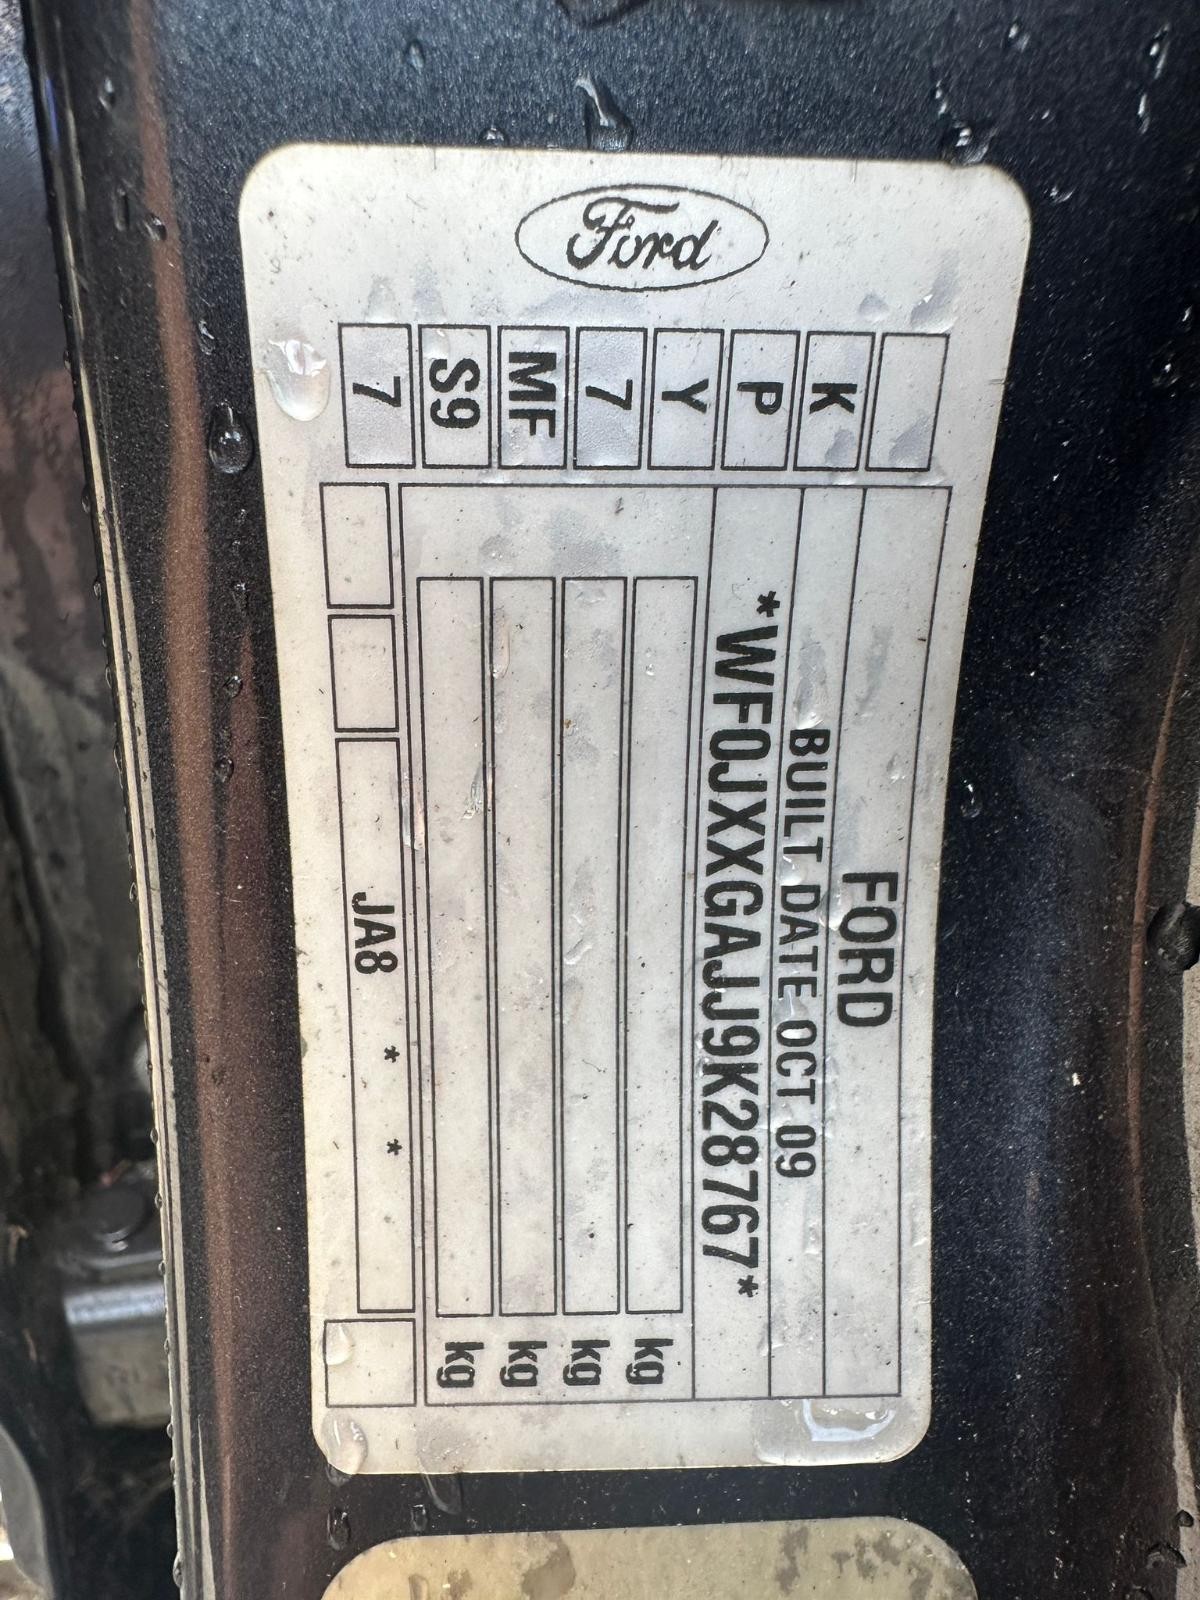 Ford
K
P
Y
7
MF
S9
7
FORD
BUILT DATE OCT 09
*WF0JXXGAJJ9K28767*
kg
kg
kg
kg
JA8 * *